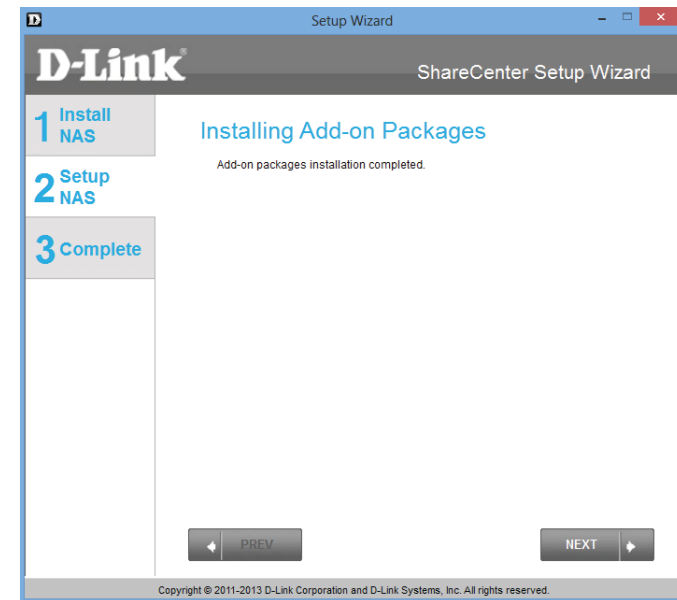 Setup Wizard
D-Link®
ShareCenter Setup Wizard
1 Install
NAS
2 Setup
NAS
3 Complete
Installing Add-on Packages
Add-on packages installation completed.
PREV
NEXT
Copyright © 2011-2013 D-Link Corporation and D-Link Systems, Inc. All rights reserved.